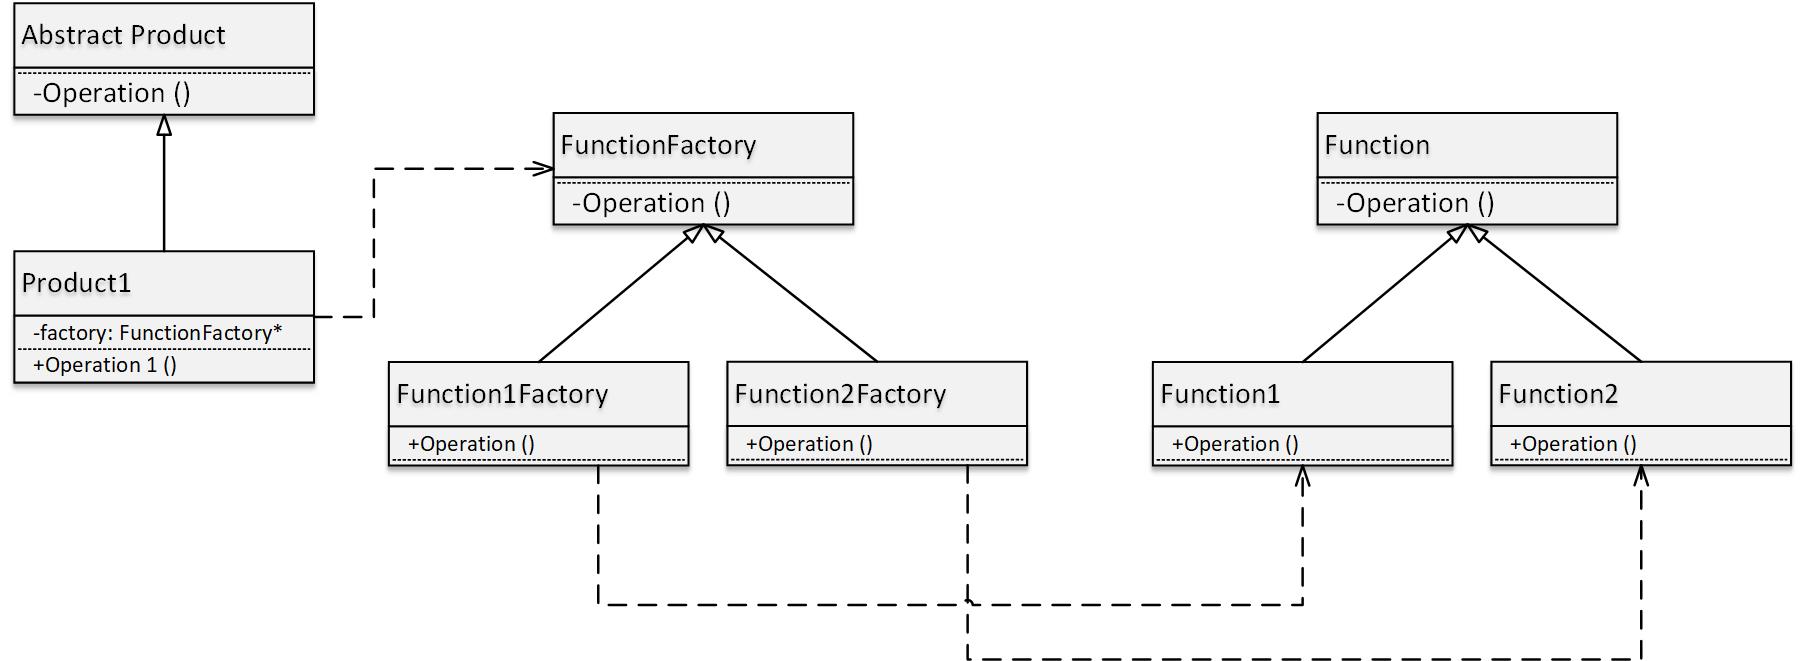 Abstract Product
-Operation ()
Product1
-factory: FunctionFactory*
+Operation 1 ()
FunctionFactory
-Operation ()
Function1Factory
+Operation ()
Function2Factory
+Operation ()
Function
-Operation ()
Function1
+Operation ()
Function2
+Operation ()